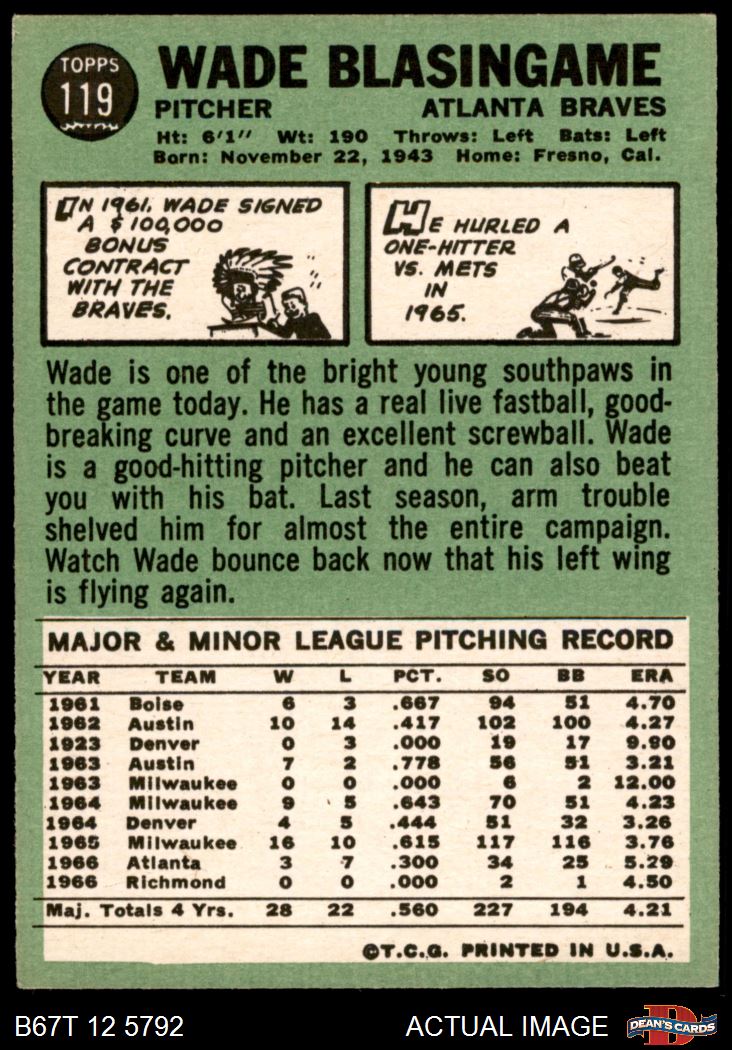 TOPPS
119
WADE BLASINGAME
PITCHER ATLANTA BRAVES
Ht: 6'1" Wt: 190 Throws: Left Bats: Left
Born: November 22, 1943 Home: Fresno, Cal.
IN 1961, WADE SIGNED
A $100,000
BONUS
CONTRACT
WITH THE
BRAVES.
HE HURLED A
ONE-HITTER
VS. METS
IN
1965.
Wade is one of the bright young southpaws in
the game today. He has a real live fastball, good-
breaking curve and an excellent screwball. Wade
is a good-hitting pitcher and he can also beat
you with his bat. Last season, arm trouble
shelved him for almost the entire campaign.
Watch Wade bounce back now that his left wing
is flying again.
MAJOR & MINOR LEAGUE PITCHING RECORD
YEAR TEAM W L PCT. SO BB ERA
1961 Boise 6 3 .667 94 51 4.70
1962 Austin 10 14 .417 102 100 4.27
1923 Denver 0 3 .000 19 17 9.90
1963 Austin 7 2 .778 56 51 3.21
1963 Milwaukee 0 0 .000 6 2 12.00
1964 Milwaukee 9 5 .643 70 51 4.23
1964 Denver 4 5 .444 51 32 3.26
1965 Milwaukee 16 10 .615 117 116 3.76
1966 Atlanta 3 7 .300 34 25 5.29
1966 Richmond 0 0 .000 2 1 4.50
Maj. Totals 4 Yrs. 28 22 .560 227 194 4.21
©T.C.G. PRINTED IN U.S.A.
B67T 12 5792 ACTUAL IMAGE D DEAN'S CARDS